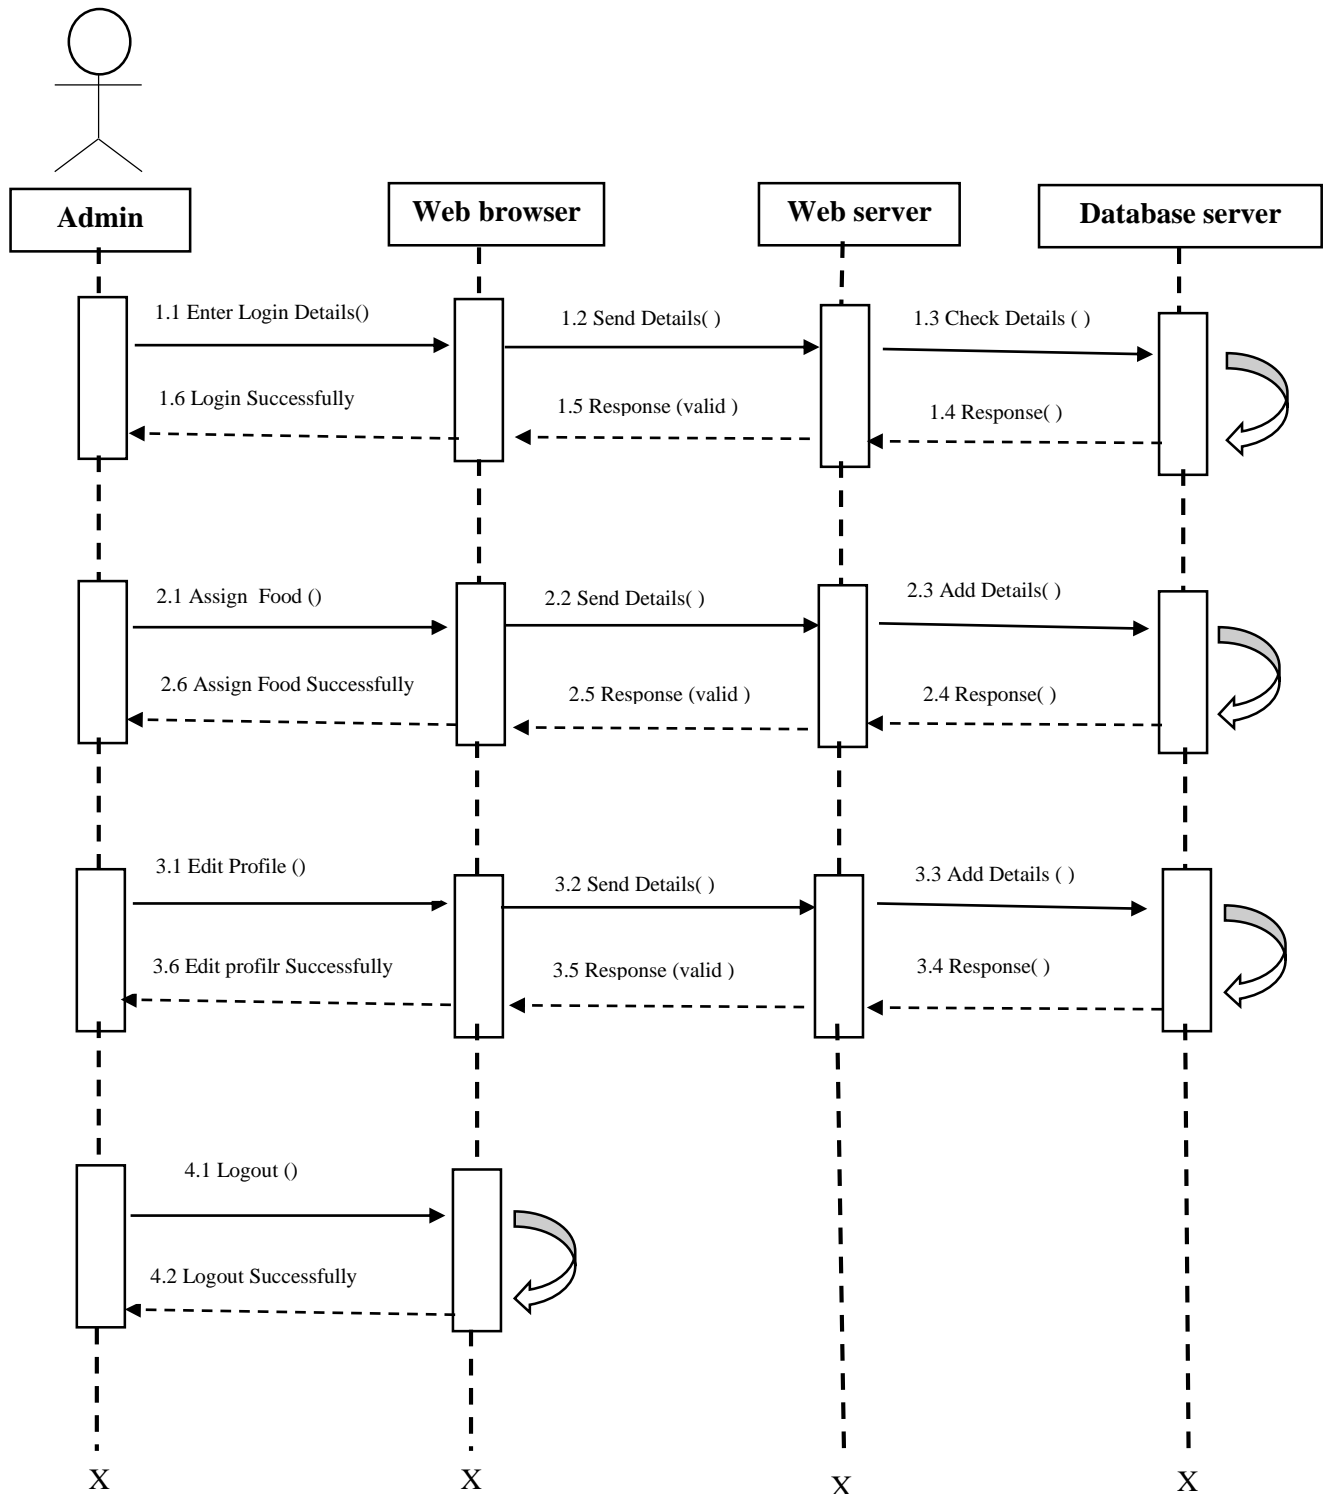 Admin
Web browser
Web server
Database server
1.1 Enter Login Details()
1.2 Send Details( )
1.3 Check Details ( )
1.6 Login Successfully
1.5 Response (valid )
1.4 Response( )
2.1 Assign  Food ()
2.2 Send Details( )
2.3 Add Details( )
2.6 Assign Food Successfully
2.5 Response (valid )
2.4 Response( )
3.1 Edit Profile ()
3.2 Send Details( )
3.3 Add Details ( )
3.6 Edit profilr Successfully
3.5 Response (valid )
3.4 Response( )
4.1 Logout ()
4.2 Logout Successfully
X
X
X
X